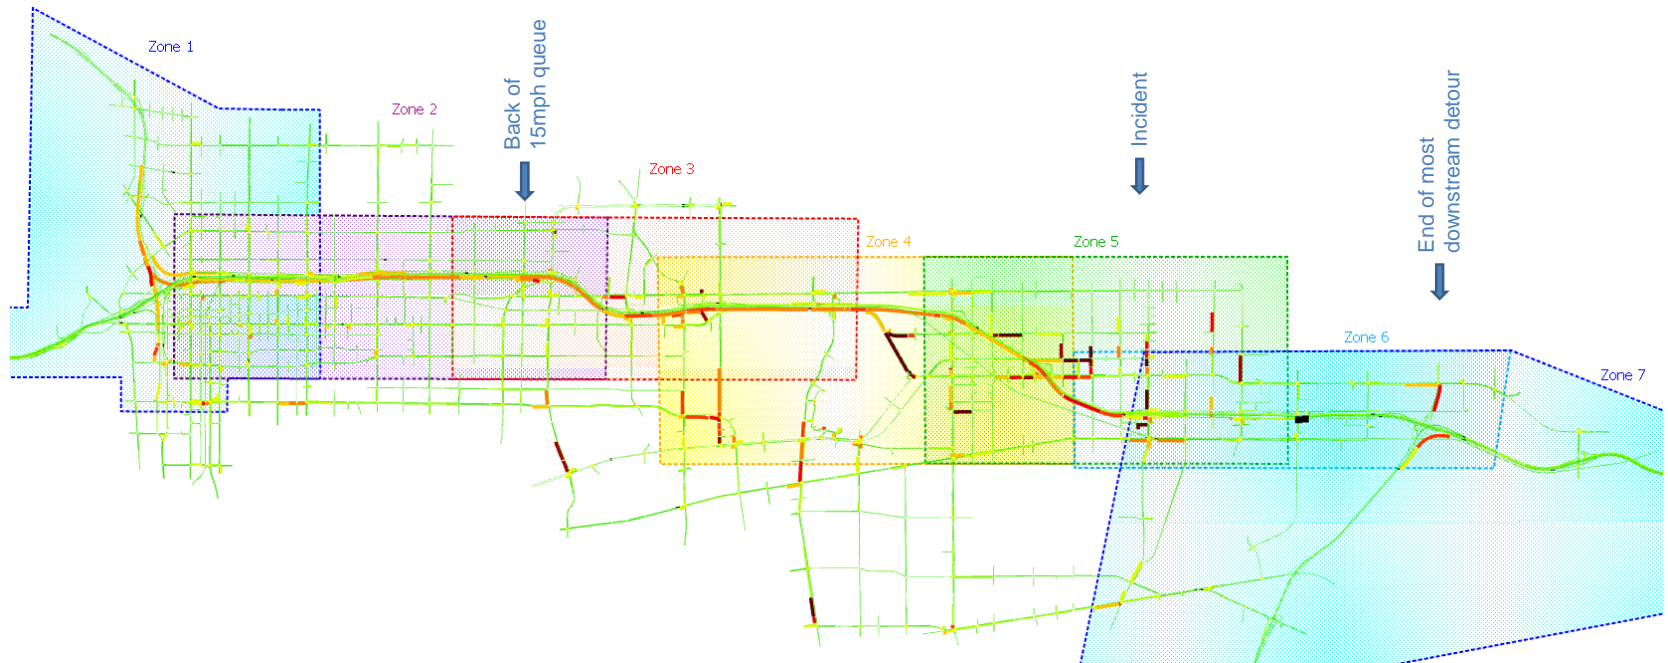 Zone 1
Zone 2
Back of
15mph queue
Zone 3
Zone 4
Zone 5
Incident
Zone 6
End of most
downstream detour
Zone 7